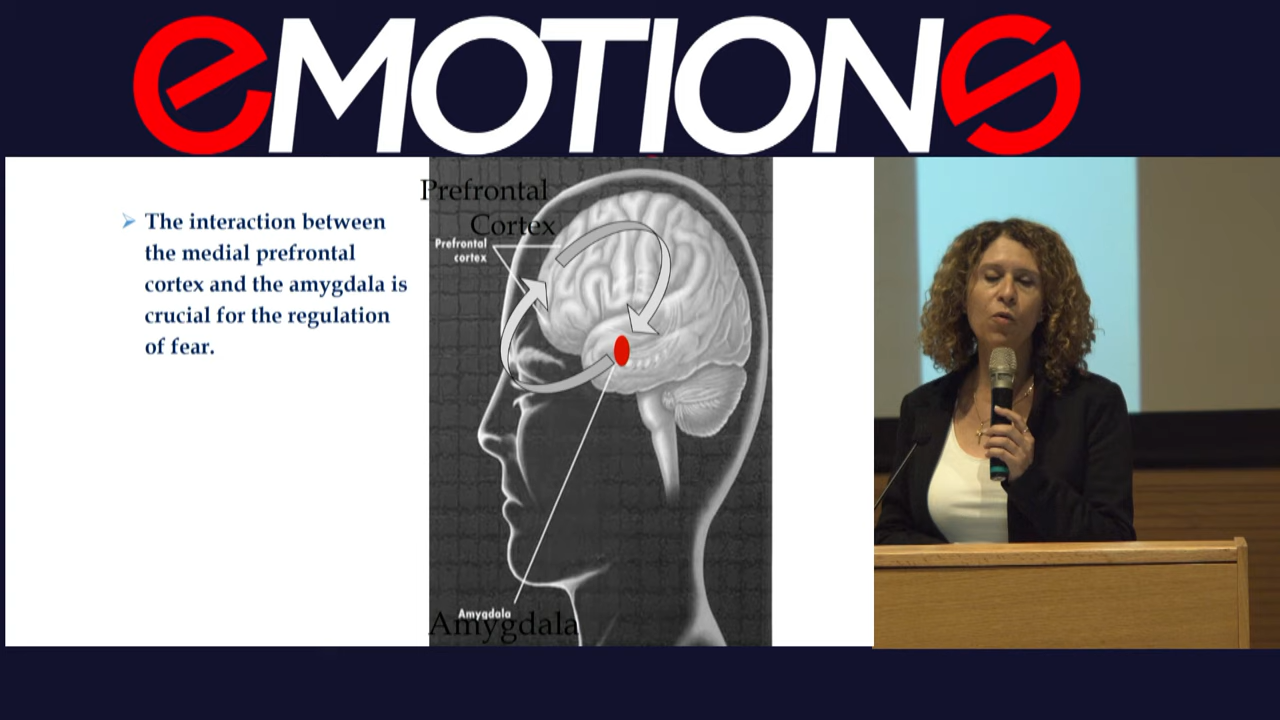 eMOTIONS
The interaction between
the medial prefrontal
cortex and the amygdala is
crucial for the regulation
of fear.
Prefrontal
Cortex
Prefrontal
cortex
Amygdala
Amygdala